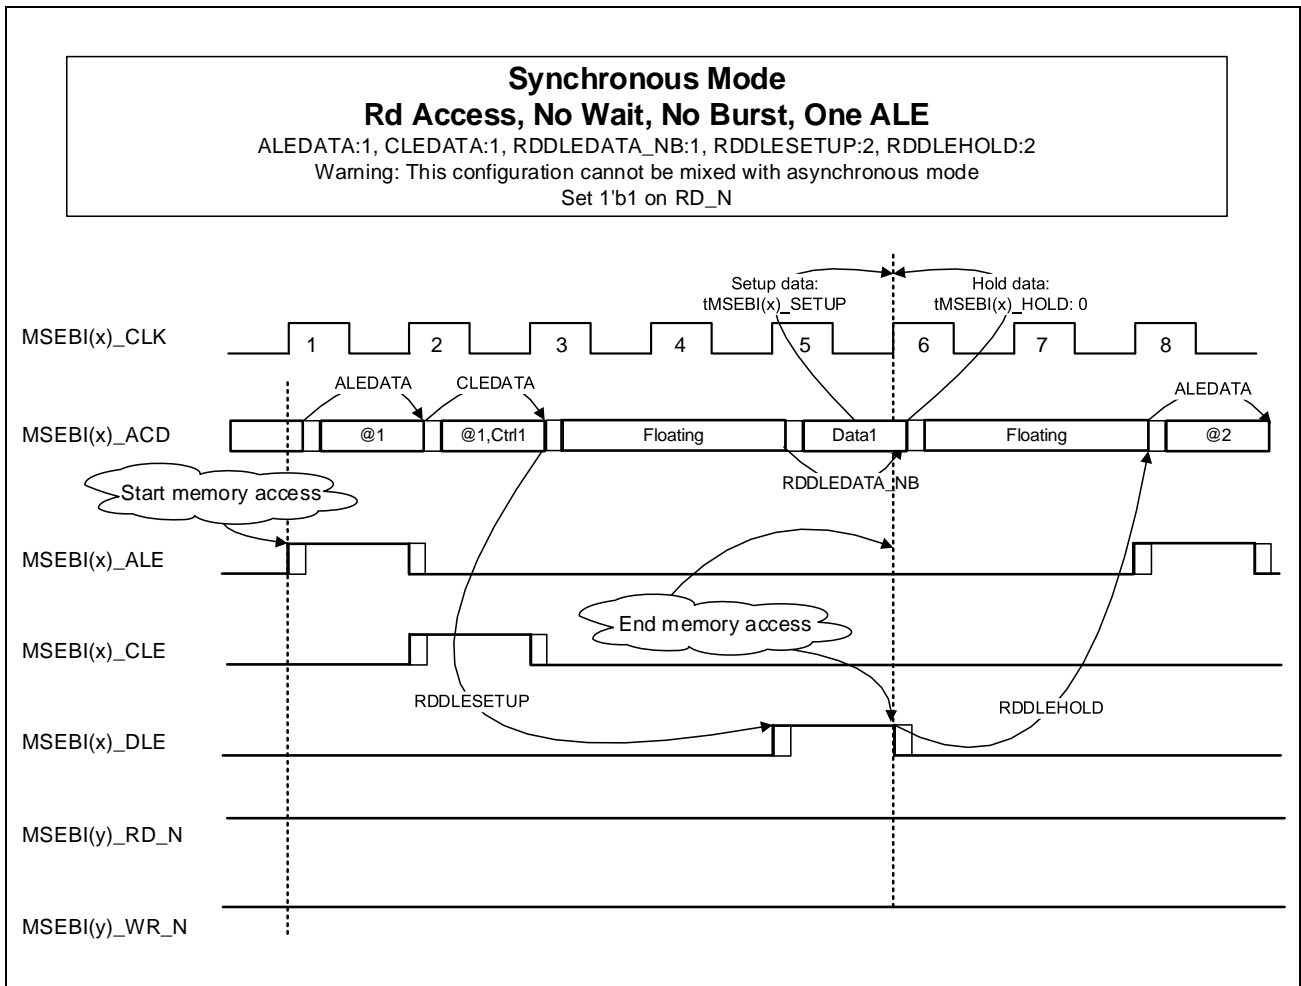 Synchronous Mode
Rd Access, No Wait, No Burst, One ALE
ALEDATA:1, CLEDATA:1, RDDLEDATA_NB:1, RDDLESETUP:2, RDDLEHOLD:2
Warning: This configuration cannot be mixed with asynchronous mode
Set 1'b1 on RD_N
Setup data:
tMSEBI(x)_SETUP
Hold data:
tMSEBI(x)_HOLD: 0
MSEBI(x)_CLK
1 2 3 4 5 6 7 8
ALEDATA CLEDATA ALEDATA
MSEBI(x)_ACD
@1 @1,Ctrl1 Floating Data1 Floating @2
RDDLEDATA_NB
Start memory access
MSEBI(x)_ALE
End memory access
MSEBI(x)_CLE
RDDLESETUP RDDLEHOLD
MSEBI(x)_DLE
MSEBI(y)_RD_N
MSEBI(y)_WR_N